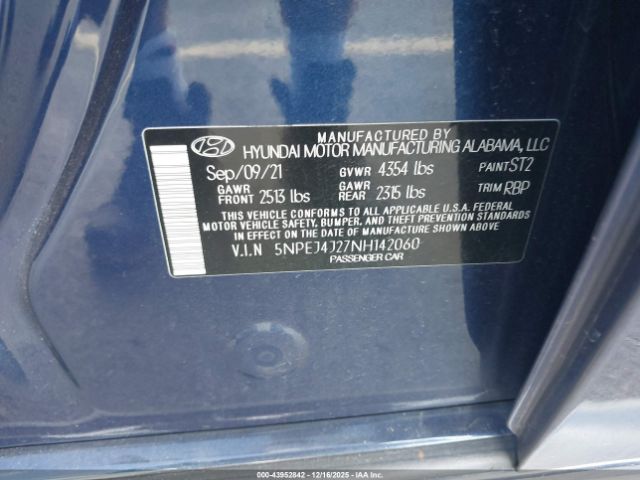 MANUFACTURED BY
HYUNDAI MOTOR MANUFACTURING ALABAMA, LLC
Sep/09/21 GVWR 4354 lbs PAINT ST2
GAWR FRONT 2513 lbs GAWR REAR 2315 lbs TRIM RBP
THIS VEHICLE CONFORMS TO ALL APPLICABLE U.S.A. FEDERAL
MOTOR VEHICLE SAFETY, BUMPER, AND THEFT PREVENTION STANDARDS
IN EFFECT ON THE DATE OF MANUFACTURE SHOWN ABOVE.
V.I.N 5NPEJ4J27NH142060
PASSENGER CAR
000-43952842 - 12/16/2025 - IAAI.COM